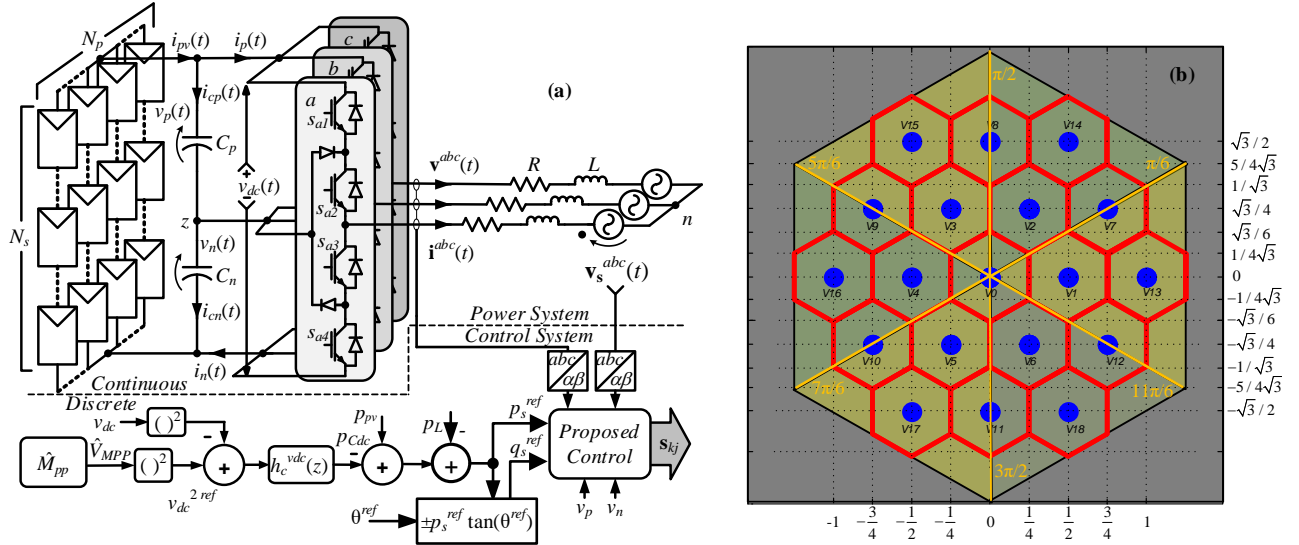 N_p
i_pv(t)
i_p(t)
c
b
a
(a)
i_cp(t)
v_p(t)
C_p
s_a1
+
v_dc(t)
-
v^abc(t)
R
L
N_s
z
s_a2
n
v_n(t)
s_a3
i^abc(t)
C_n
v_s^abc(t)
i_cn(t)
s_a4
Power System
Control System
i_n(t)
abc
αβ
abc
αβ
Continuous
Discrete
v_dc
( )^2
-
p_pv
p_Cdc
-
p_L
-
p_s^ref
q_s^ref
Proposed
Control
s_kj
M̂_pp
V̂_MPP
( )^2
+
h_c^vdc(z)
+
+
v_dc^2 ref
θ^ref
±p_s^ref tan(θ^ref)
v_p
v_n
(b)
π/2
V15
V8
V14
5π/6
π/6
V9
V3
V2
V7
V16
V4
V0
V1
V13
V10
V5
V6
V12
7π/6
11π/6
V17
V11
V18
3π/2
√3/2
5/4√3
1/√3
√3/4
√3/6
1/4√3
0
-1/4√3
-√3/6
-√3/4
-1/√3
-5/4√3
-√3/2
-1
-3/4
-1/2
-1/4
0
1/4
1/2
3/4
1